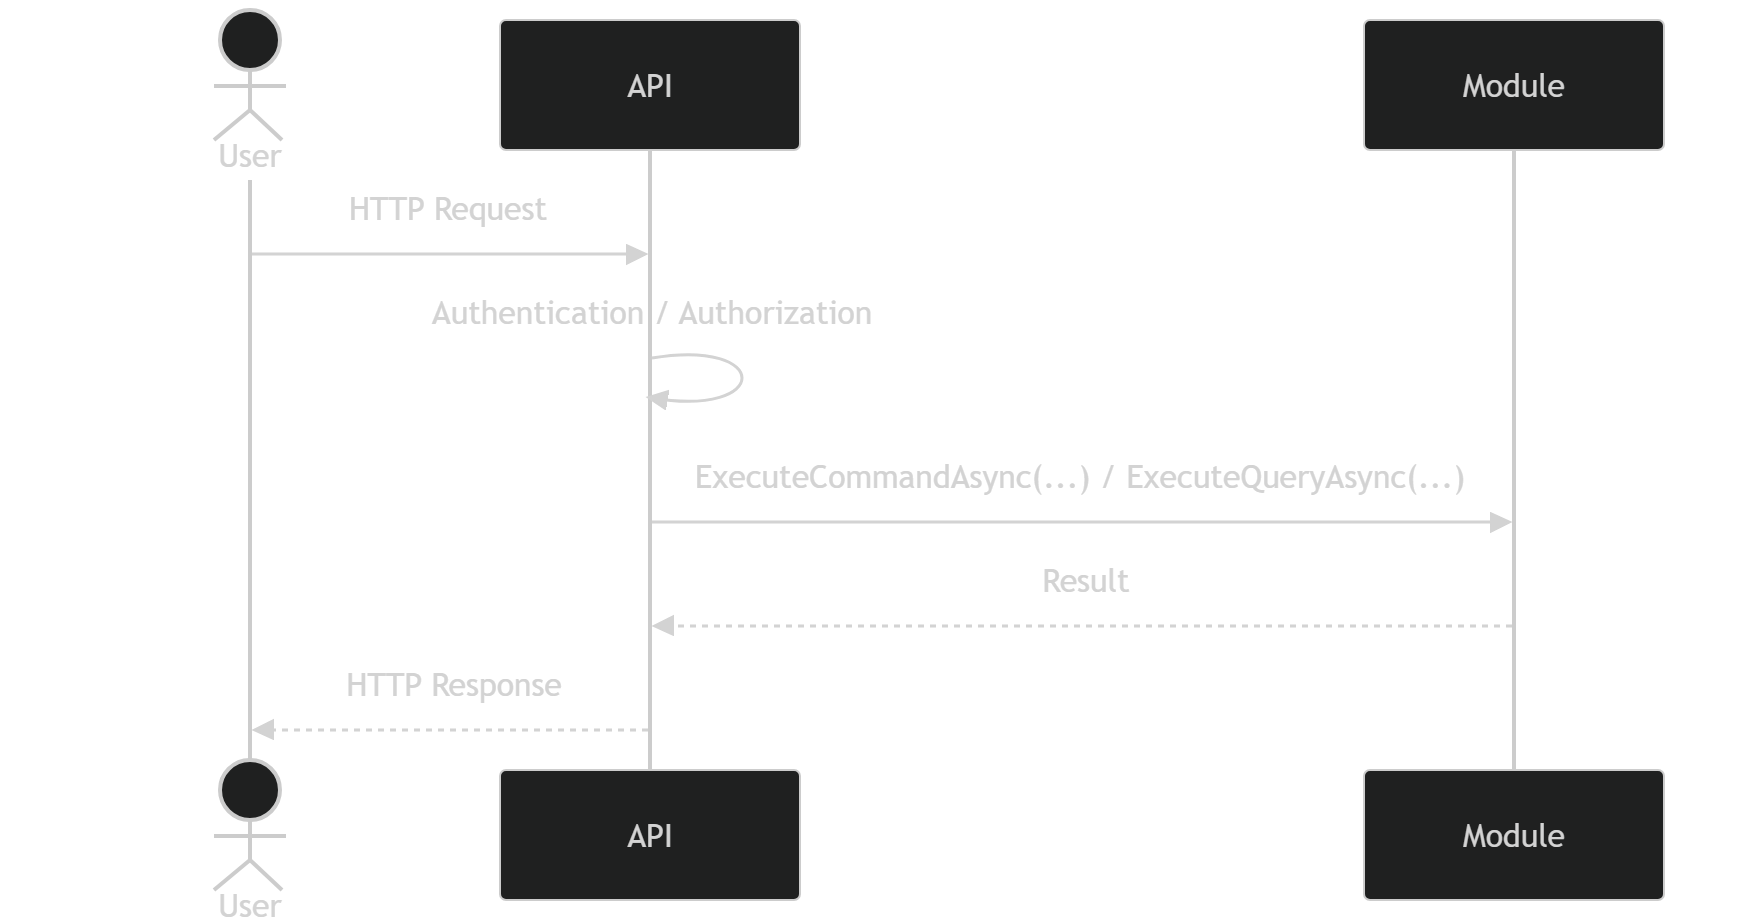 API
Module
User
HTTP Request
Authentication / Authorization
ExecuteCommandAsync(...) / ExecuteQueryAsync(...)
Result
HTTP Response
API
Module
User